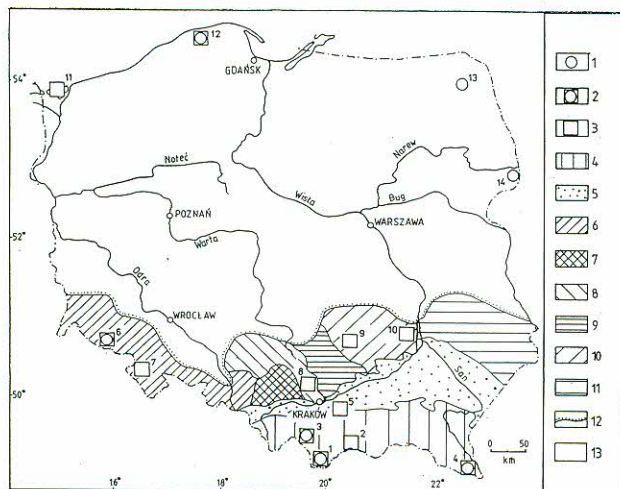 12
GDAŃSK
54°
11
13
Noteć
Narew
14
POZNAŃ
Wisła
Bug
WARSZAWA
Warta
52°
Odra
WROCŁAW
6
7
9
10
8
San
50°
KRAKÓW
5
3
2
1
4
0 50
km
16°
18°
20°
22°
1
2
3
4
5
6
7
8
9
10
11
12
13